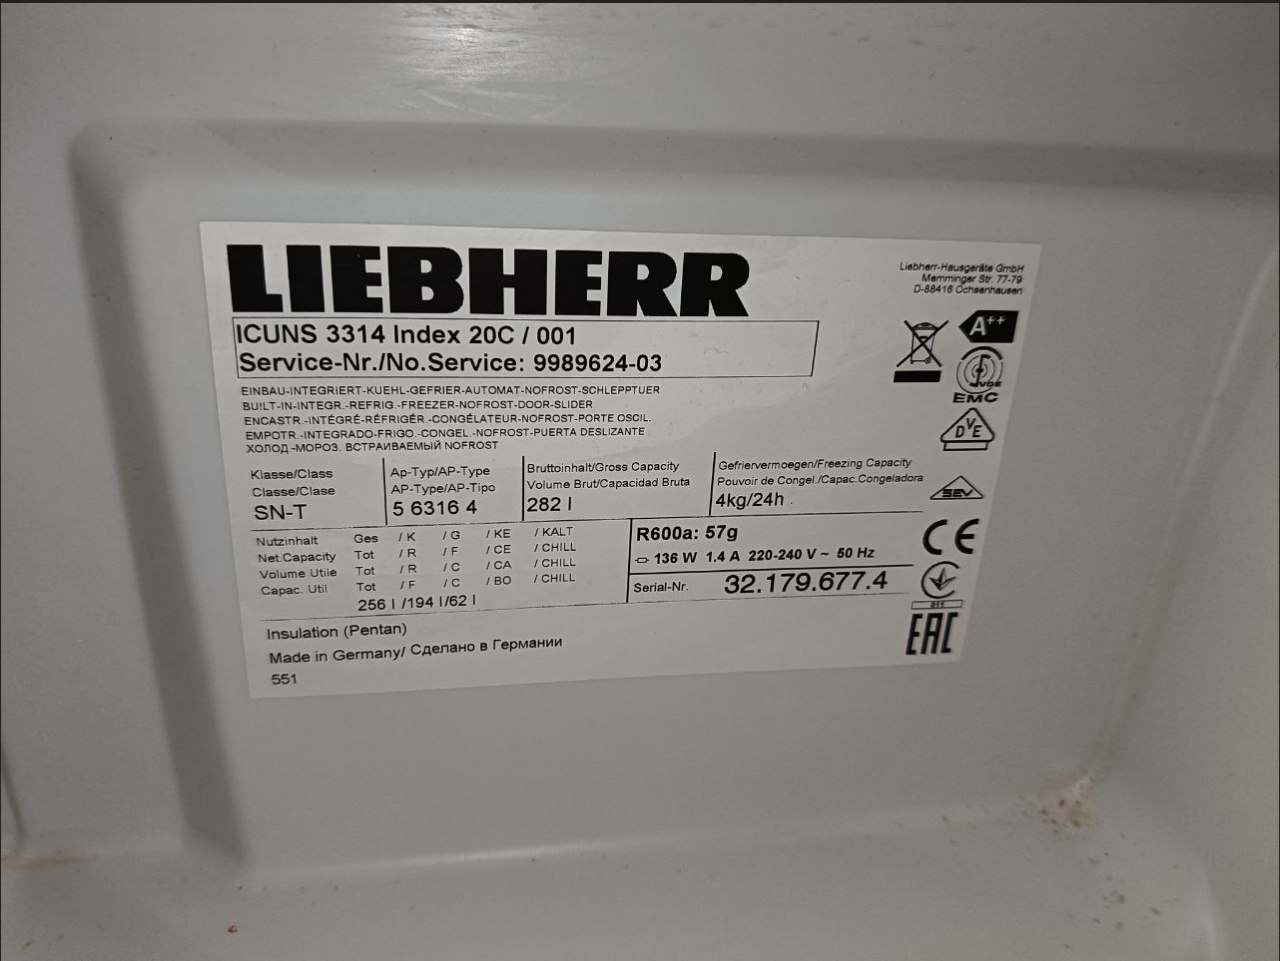 LIEBHERR
Liebherr-Hausgeräte GmbH
Memminger Str. 77-79
D-88416 Ochsenhausen
ICUNS 3314 Index 20C / 001
Service-Nr./No.Service: 9989624-03
A++
VDE
EMC
DVE
SEV
CE
011
EAC
EINBAU-INTEGRIERT-KUEHL-GEFRIER-AUTOMAT-NOFROST-SCHLEPPTUER
BUILT-IN-INTEGR.-REFRIG.-FREEZER-NOFROST-DOOR-SLIDER
ENCASTR.-INTÉGRÉ-RÉFRIGÉR.-CONGÉLATEUR-NOFROST-PORTE OSCIL.
EMPOTR.-INTEGRADO-FRIGO.-CONGEL.-NOFROST-PUERTA DESLIZANTE
ХОЛОД.-МОРОЗ. ВСТРАИВАЕМЫЙ NOFROST
Klasse/Class
Classe/Clase
SN-T
Ap-Typ/AP-Type
AP-Type/AP-Tipo
5 6316 4
Bruttoinhalt/Gross Capacity
Volume Brut/Capacidad Bruta
282 l
Gefriervermoegen/Freezing Capacity
Pouvoir de Congel./Capac.Congeladora
4kg/24h
Nutzinhalt Ges / K / G / KE / KALT
Net.Capacity Tot / R / F / CE / CHILL
Volume Utile Tot / R / C / CA / CHILL
Capac. Util Tot / F / C / BO / CHILL
256 l /194 l/62 l
R600a: 57g
136 W 1.4 A 220-240 V ~ 50 Hz
Serial-Nr. 32.179.677.4
Insulation (Pentan)
Made in Germany/ Сделано в Германии
551